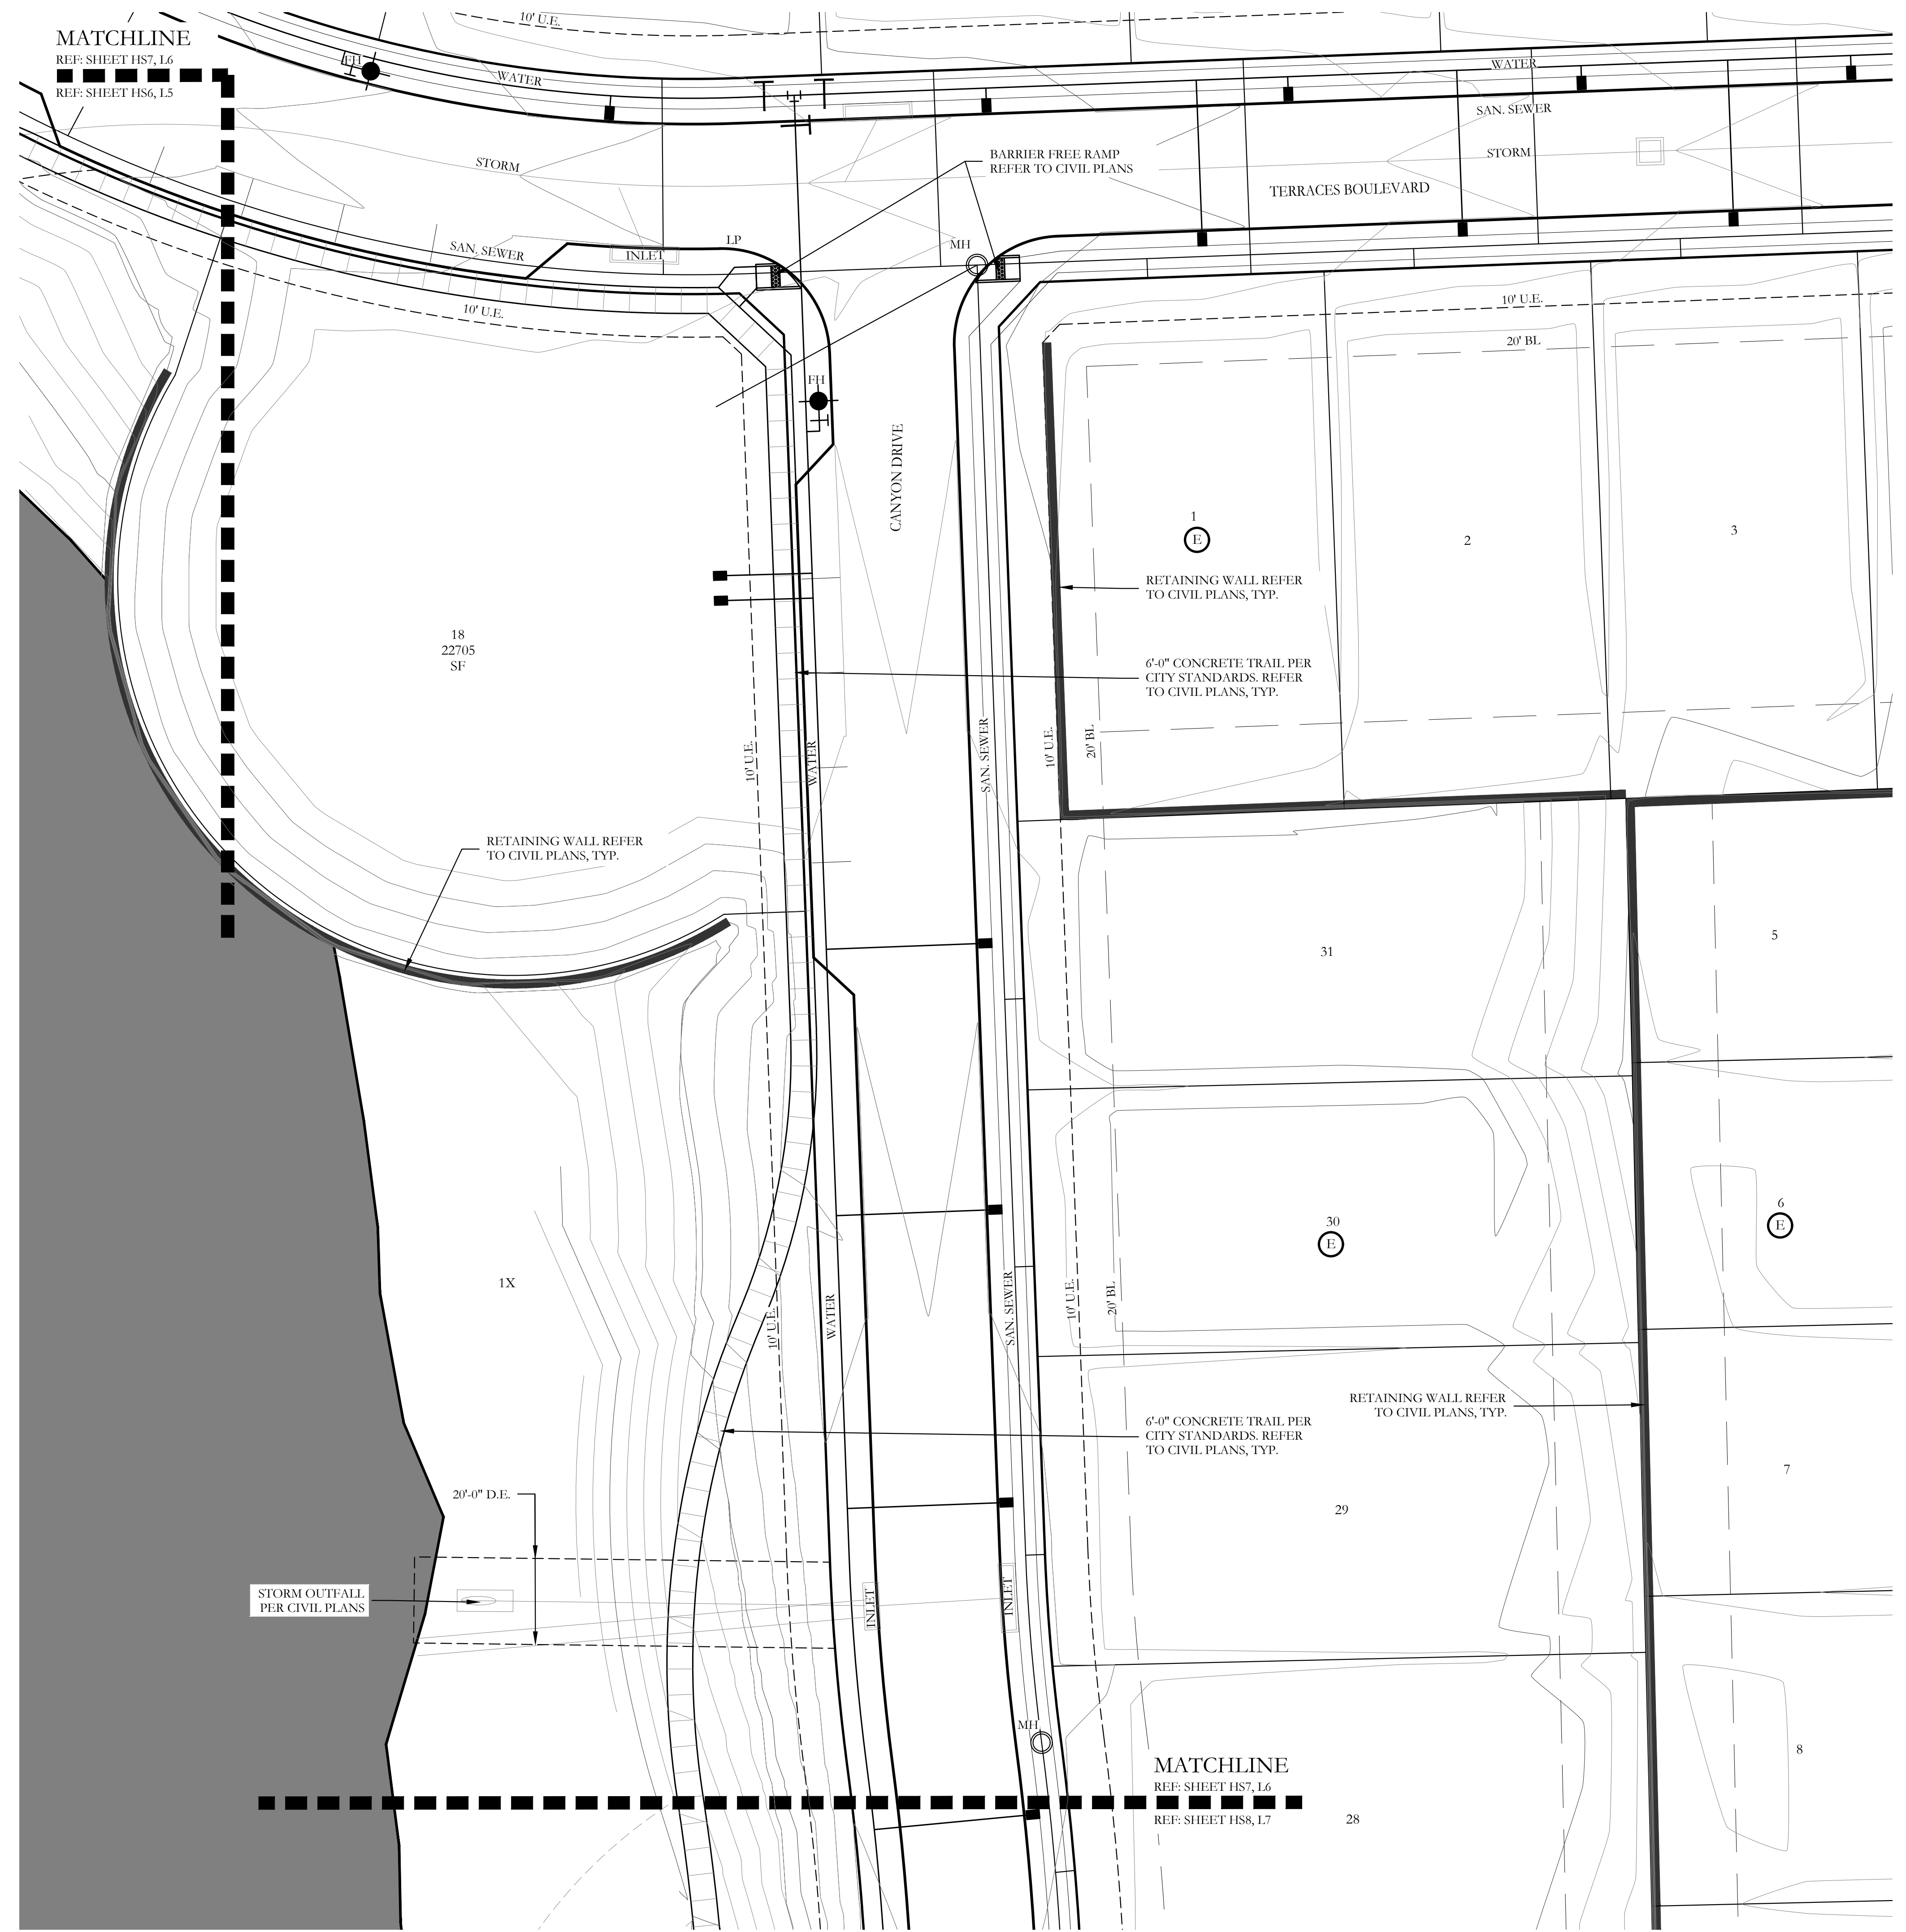 10' U.E.
MATCHLINE
REF: SHEET HS7, L6
REF: SHEET HS6, L5
FH
WATER
WATER
SAN. SEWER
STORM
STORM
BARRIER FREE RAMP
REFER TO CIVIL PLANS
TERRACES BOULEVARD
SAN. SEWER
INLET
LP
MH
10' U.E.
10' U.E.
20' BL
FH
CANYON DRIVE
1
E
2
3
RETAINING WALL REFER
TO CIVIL PLANS, TYP.
18
22705
SF
6'-0" CONCRETE TRAIL PER
CITY STANDARDS. REFER
TO CIVIL PLANS, TYP.
10' U.E.
WATER
SAN. SEWER
10' U.E.
20' BL
RETAINING WALL REFER
TO CIVIL PLANS, TYP.
31
5
30
E
6
E
1X
10' U.E.
WATER
SAN. SEWER
10' U.E.
20' BL
RETAINING WALL REFER
TO CIVIL PLANS, TYP.
6'-0" CONCRETE TRAIL PER
CITY STANDARDS. REFER
TO CIVIL PLANS, TYP.
7
20'-0" D.E.
29
STORM OUTFALL
PER CIVIL PLANS
INLET
INLET
MH
8
MATCHLINE
REF: SHEET HS7, L6
REF: SHEET HS8, L7
28